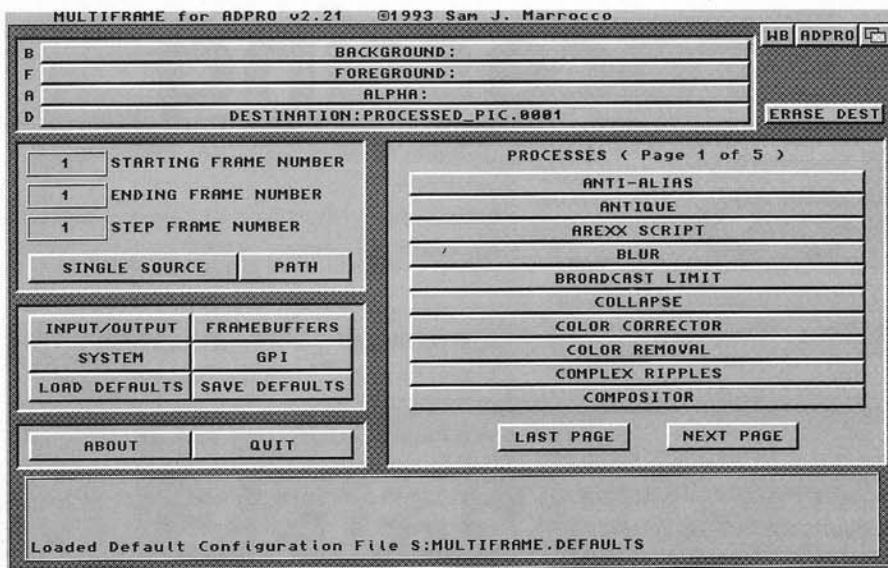 MULTIFRAME for ADPRO v2.21 ©1993 Sam J. Marrocco
WB ADPRO
B BACKGROUND:
F FOREGROUND:
A ALPHA:
D DESTINATION:PROCESSED_PIC.0001
ERASE DEST
1 STARTING FRAME NUMBER
1 ENDING FRAME NUMBER
1 STEP FRAME NUMBER
SINGLE SOURCE PATH
INPUT/OUTPUT FRAMEBUFFERS
SYSTEM GPI
LOAD DEFAULTS SAVE DEFAULTS
ABOUT QUIT
PROCESSES ( Page 1 of 5 )
ANTI-ALIAS
ANTIQUE
AREXX SCRIPT
BLUR
BROADCAST LIMIT
COLLAPSE
COLOR CORRECTOR
COLOR REMOVAL
COMPLEX RIPPLES
COMPOSITOR
LAST PAGE NEXT PAGE
Loaded Default Configuration File S:MULTIFRAME.DEFAULTS